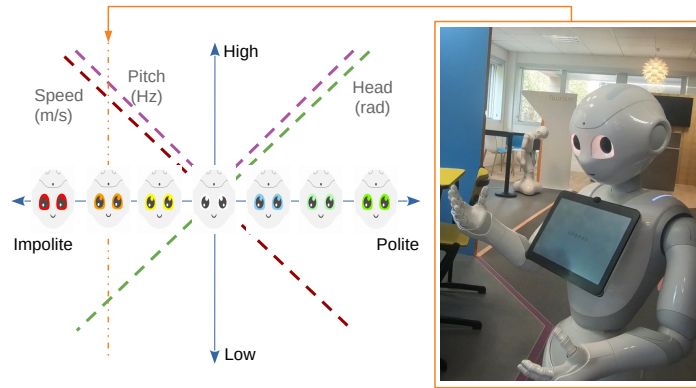 High
Pitch
(Hz)
Speed
(m/s)
Head
(rad)
Impolite
Polite
Low